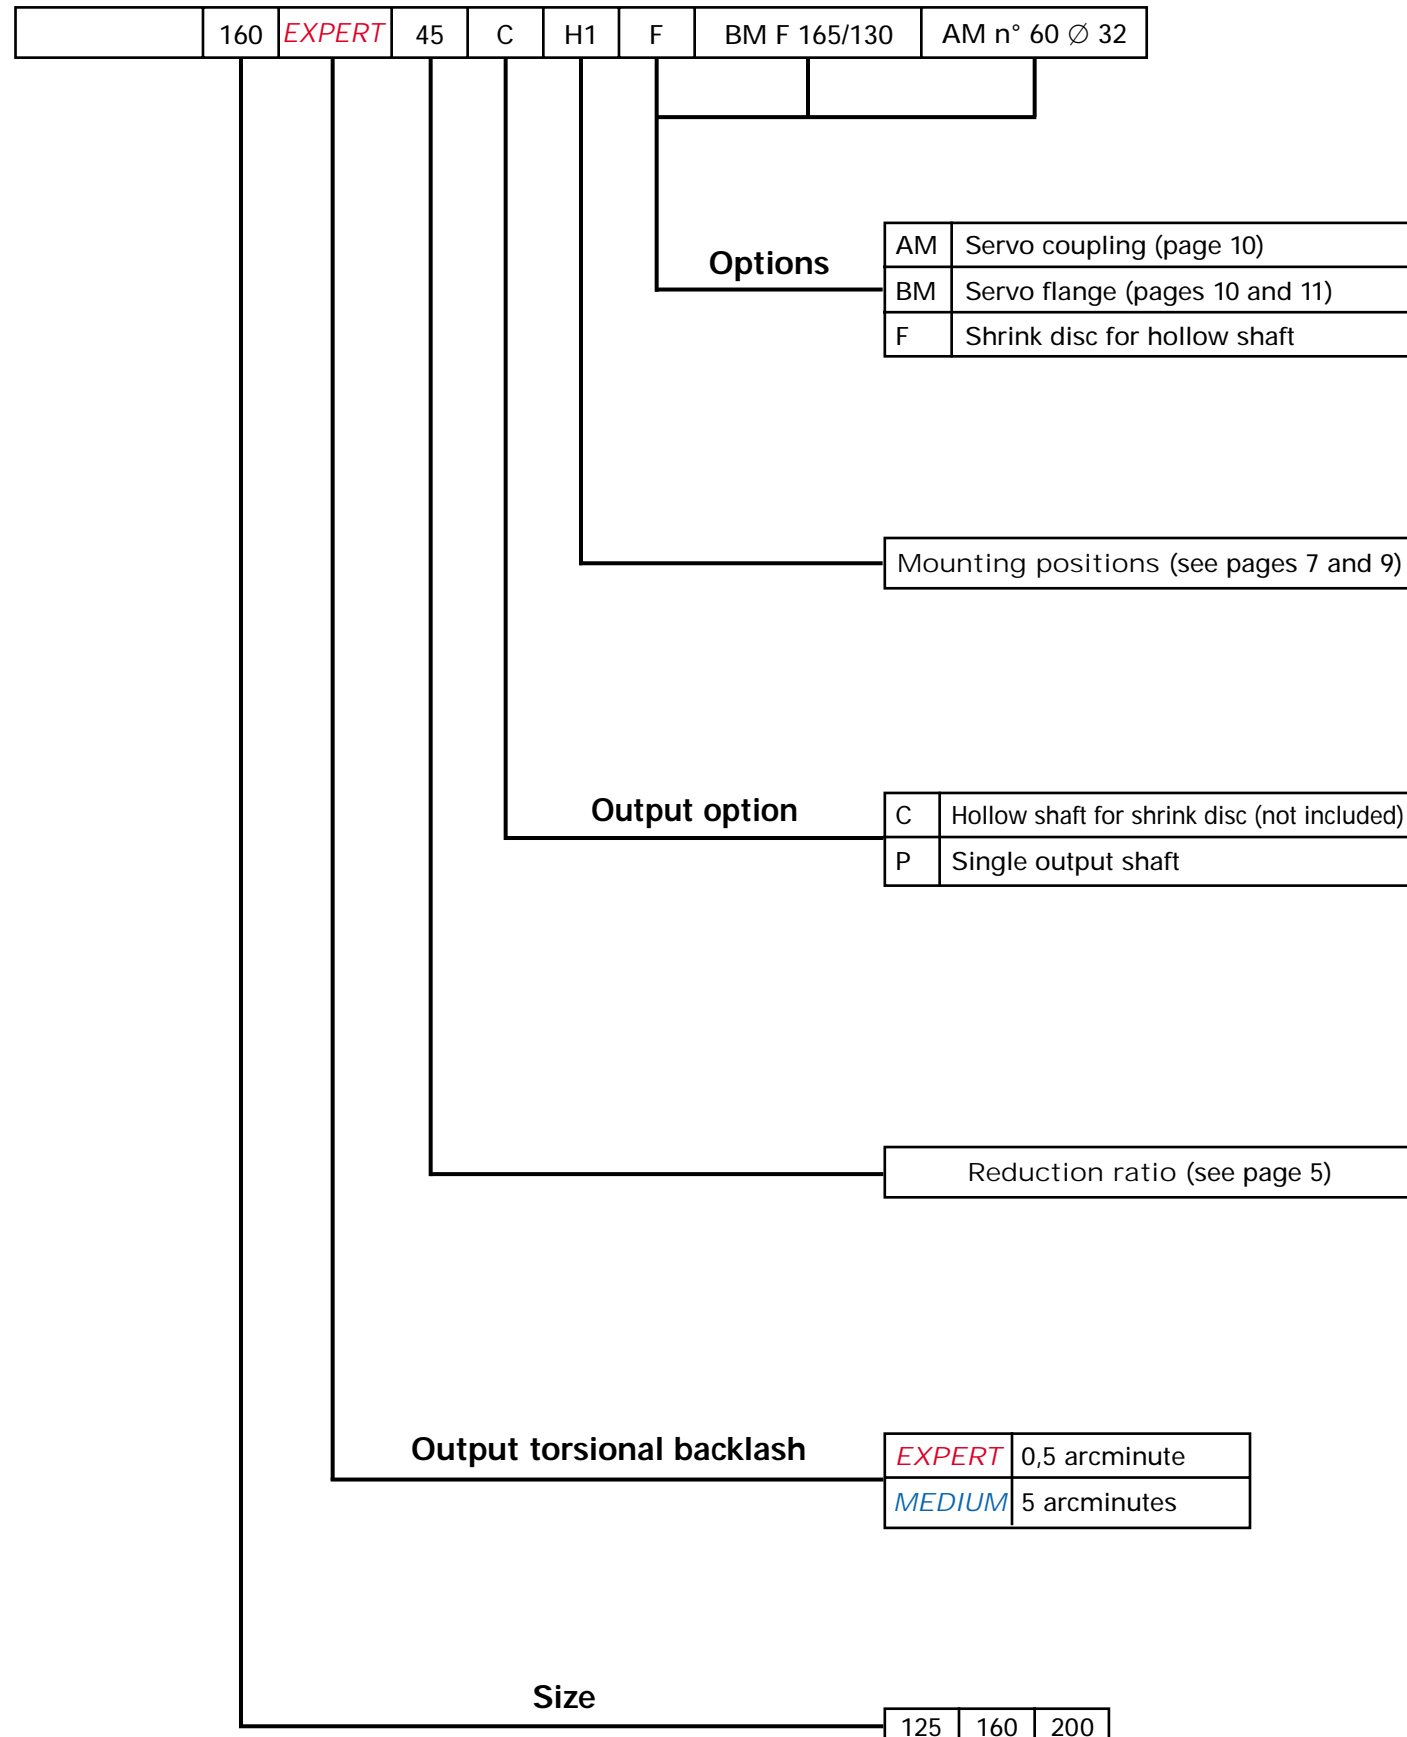 160 EXPERT 45 C H1 F BM F 165/130 AM n° 60 ∅ 32
Options
AM Servo coupling (page 10)
BM Servo flange (pages 10 and 11)
F Shrink disc for hollow shaft
Mounting positions (see pages 7 and 9)
Output option
C Hollow shaft for shrink disc (not included)
P Single output shaft
Reduction ratio (see page 5)
Output torsional backlash
EXPERT 0,5 arcminute
MEDIUM 5 arcminutes
Size
125 160 200